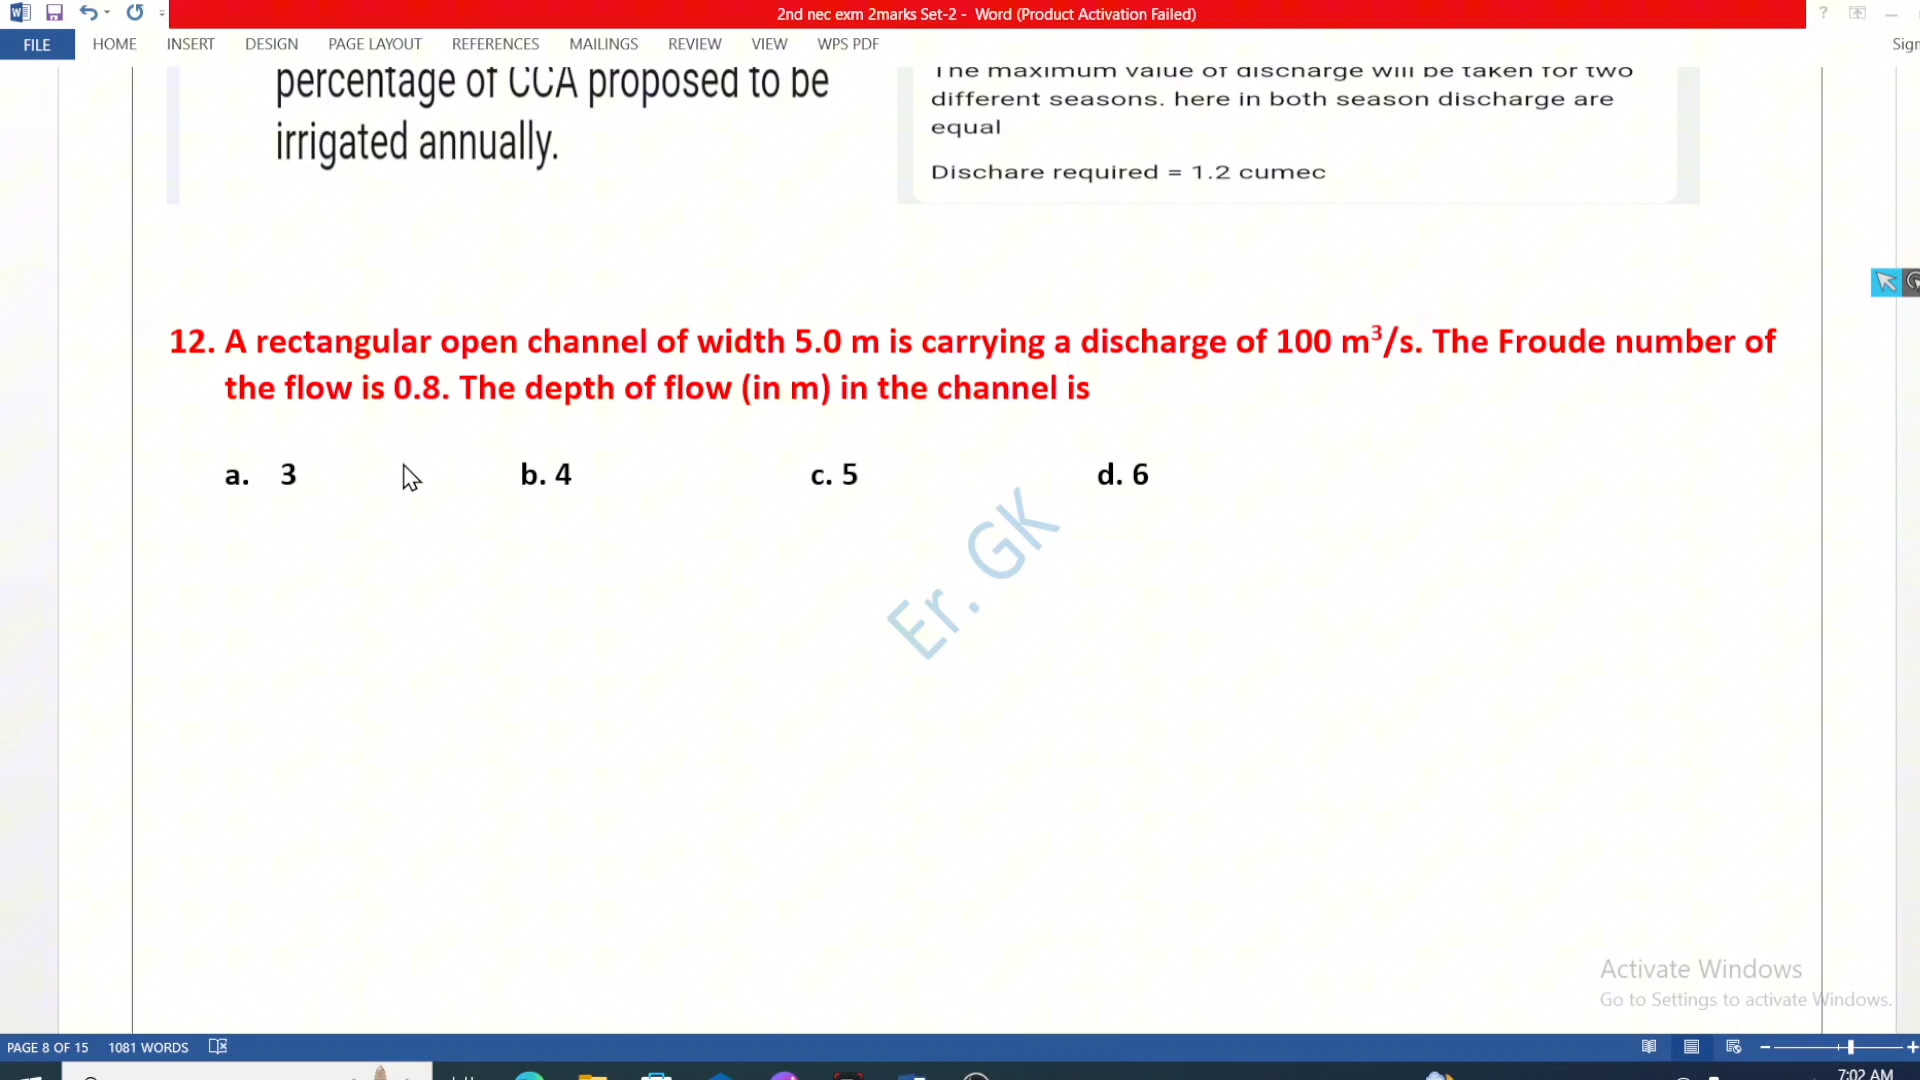 2nd nec exm 2marks Set-2 - Word (Product Activation Failed)
FILE HOME INSERT DESIGN PAGE LAYOUT REFERENCES MAILINGS REVIEW VIEW WPS PDF
percentage of CCA proposed to be
irrigated annually.
The maximum value of discharge will be taken for two
different seasons. here in both season discharge are
equal
Dischare required = 1.2 cumec
12. A rectangular open channel of width 5.0 m is carrying a discharge of 100 m³/s. The Froude number of
the flow is 0.8. The depth of flow (in m) in the channel is
a. 3 b. 4 c. 5 d. 6
Er. GK
Activate Windows
Go to Settings to activate Windows.
PAGE 8 OF 15 1081 WORDS
7:02 AM